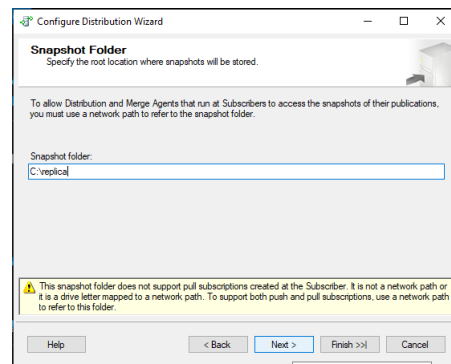 Configure Distribution Wizard
Snapshot Folder
Specify the root location where snapshots will be stored.
To allow Distribution and Merge Agents that run at Subscribers to access the snapshots of their publications,
you must use a network path to refer to the snapshot folder.
Snapshot folder:
C:\replica
This snapshot folder does not support pull subscriptions created at the Subscriber. It is not a network path or
it is a drive letter mapped to a network path. To support both push and pull subscriptions, use a network path
to refer to this folder.
Help < Back Next > Finish >>| Cancel